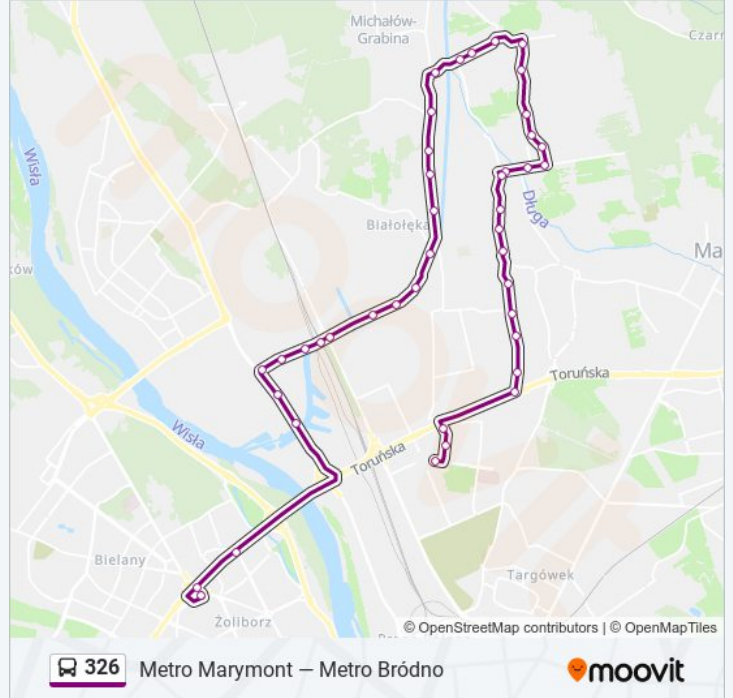 Michałów-
Grabina
Czarn
Wisła
Białołęka
Długa
Ma
ków
Toruńska
Wisła
Toruńska
Bielany
Targówek
Żoliborz
© OpenStreetMap contributors | © OpenMapTiles
326 Metro Marymont — Metro Bródno
moovit